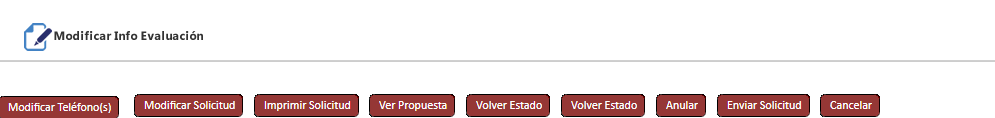 Modificar Info Evaluación
Modificar Teléfono(s) Modificar Solicitud Imprimir Solicitud Ver Propuesta Volver Estado Volver Estado Anular Enviar Solicitud Cancelar